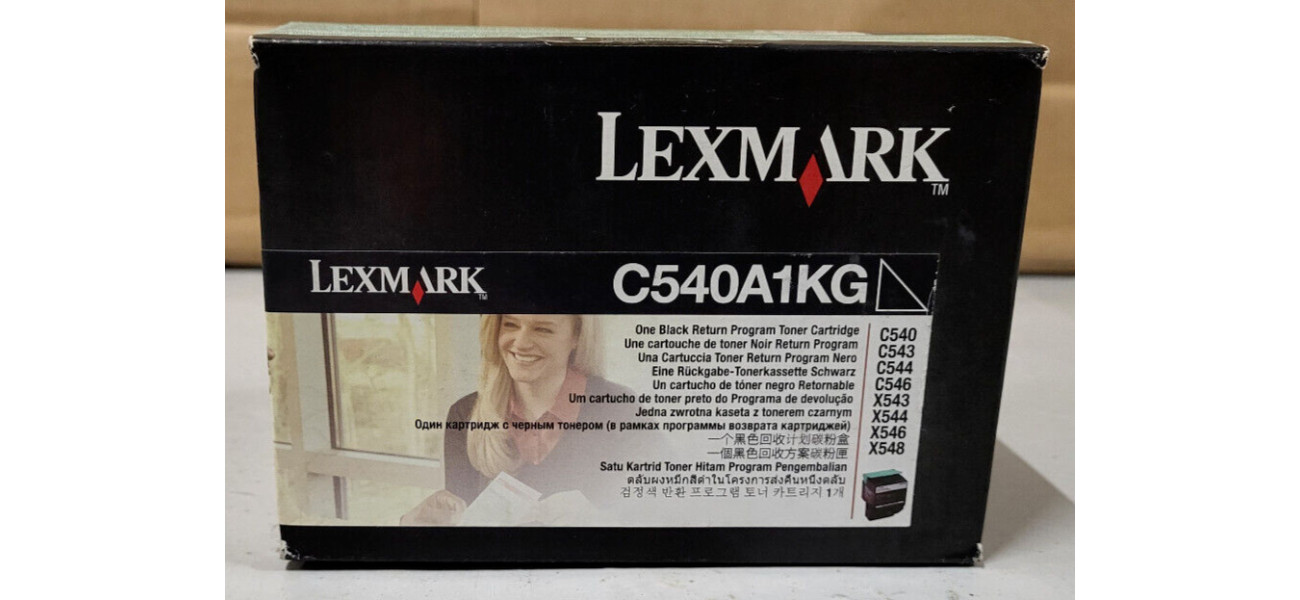 LEXMARK™
LEXMARK™ C540A1KG
One Black Return Program Toner Cartridge
Une cartouche de toner Noir Return Program
Una Cartuccia Toner Return Program Nero
Eine Rückgabe-Tonerkassette Schwarz
Un cartucho de tóner negro Retornable
Um cartucho de toner preto do Programa de devolução
Jedna zwrotna kaseta z tonerem czarnym
Один картридж с черным тонером (в рамках программы возврата картриджей)
一个黑色回收计划碳粉盒
一個黑色回收方案碳粉匣
Satu Kartrid Toner Hitam Program Pengembalian
ตลับผงหมึกสีดำในโครงการส่งคืนหนึ่งตลับ
검정색 반환 프로그램 토너 카트리지 1개
C540
C543
C544
C546
X543
X544
X546
X548